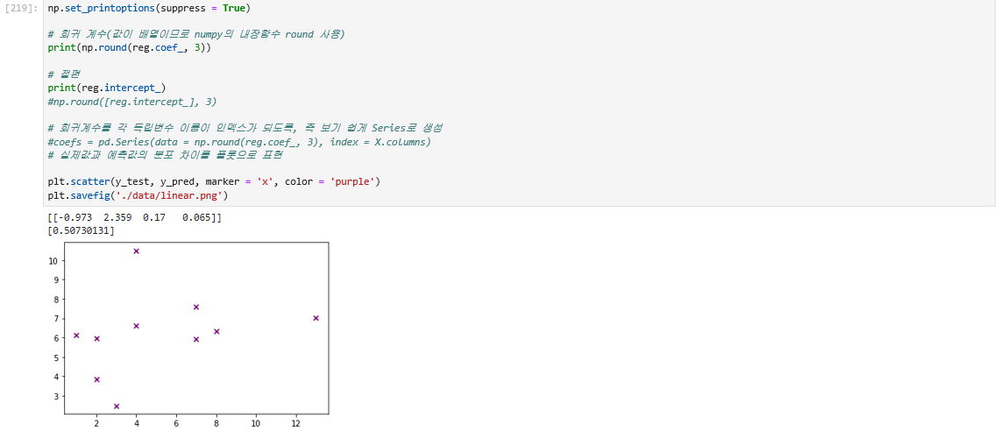 [219]: np.set_printoptions(suppress = True)
# 회귀 계수(값이 배열이므로 numpy의 내장함수 round 사용)
print(np.round(reg.coef_, 3))
# 절편
print(reg.intercept_)
#np.round([reg.intercept_], 3)
# 회귀계수를 각 독립변수 이름이 인덱스가 되도록, 즉 보기 쉽게 Series로 생성
#coefs = pd.Series(data = np.round(reg.coef_, 3), index = X.columns)
# 실제값과 예측값의 분포 차이를 플롯으로 표현
plt.scatter(y_test, y_pred, marker = 'x', color = 'purple')
plt.savefig('./data/linear.png')
[[-0.973 2.359 0.17 0.065]]
[0.50730131]
10
9
8
7
6
5
4
3
2 4 6 8 10 12